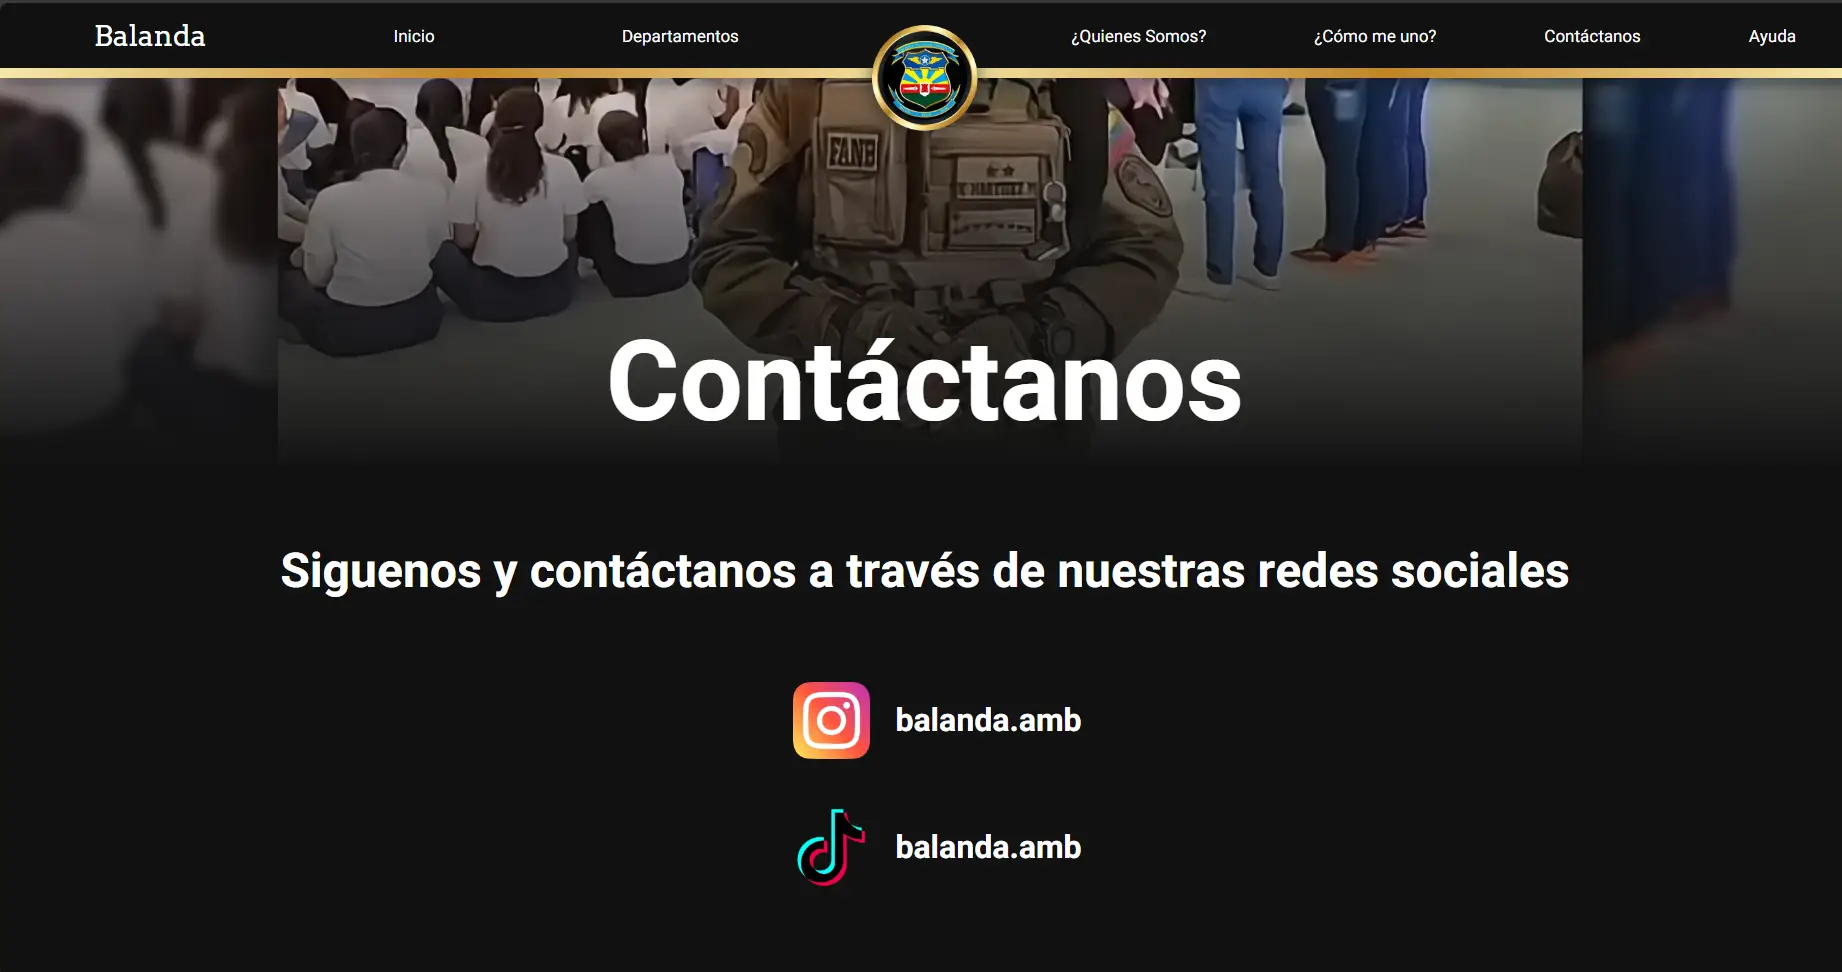 Balanda
Inicio
Departamentos
¿Quienes Somos?
¿Cómo me uno?
Contáctanos
Ayuda
FANB
Contáctanos
Siguenos y contáctanos a través de nuestras redes sociales
balanda.amb
balanda.amb